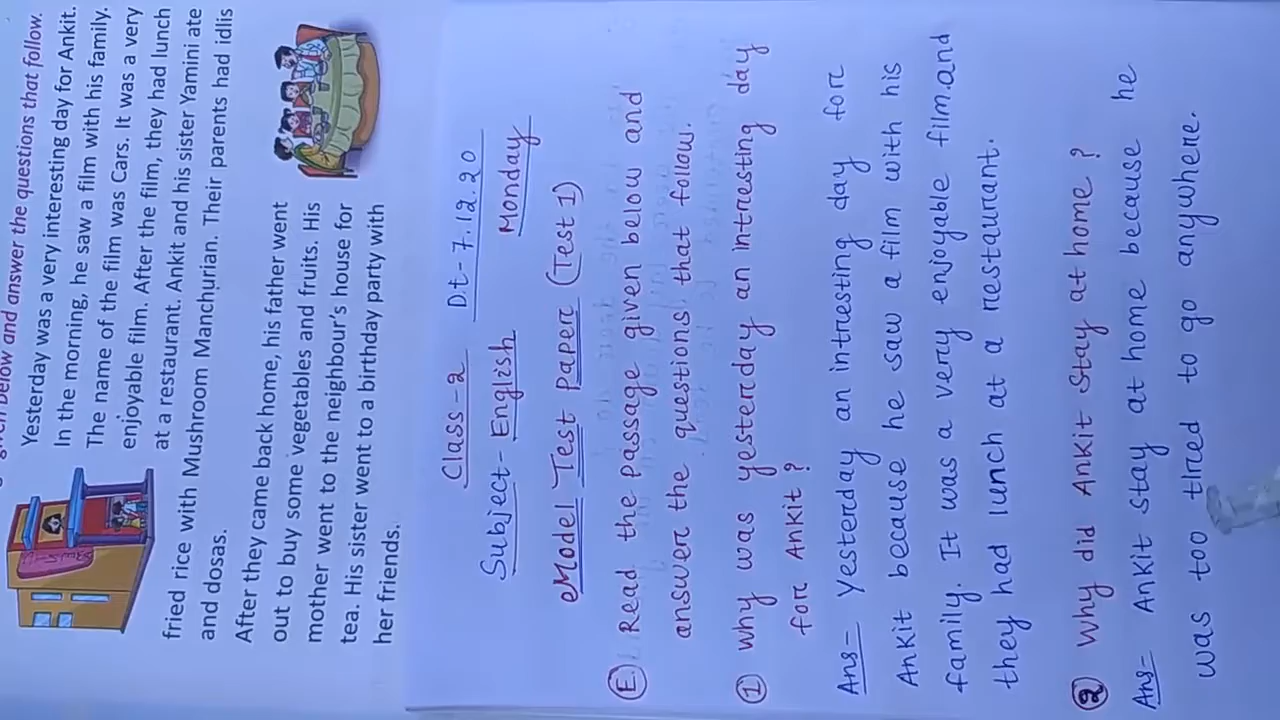 given below and answer the questions that follow.
Yesterday was a very interesting day for Ankit.
In the morning, he saw a film with his family.
The name of the film was Cars. It was a very
enjoyable film. After the film, they had lunch
at a restaurant. Ankit and his sister Yamini ate
fried rice with Mushroom Manchurian. Their parents had idlis
and dosas.
After they came back home, his father went
out to buy some vegetables and fruits. His
mother went to the neighbour's house for
tea. His sister went to a birthday party with
her friends.
Class-2 Dt-7.12.20
Subject-English Monday
Model Test paper (Test 1)
(E) Read the passage given below and
answer the questions that follow.
(1) Why was yesterday an intresting day
for Ankit?
Ans= Yesterday an intresting day for
Ankit because he saw a film with his
family. It was a very enjoyable film.and
they had lunch at a restaurant.
(2) Why did Ankit stay at home?
Ans= Ankit stay at home because he
was too tired to go anywhere.